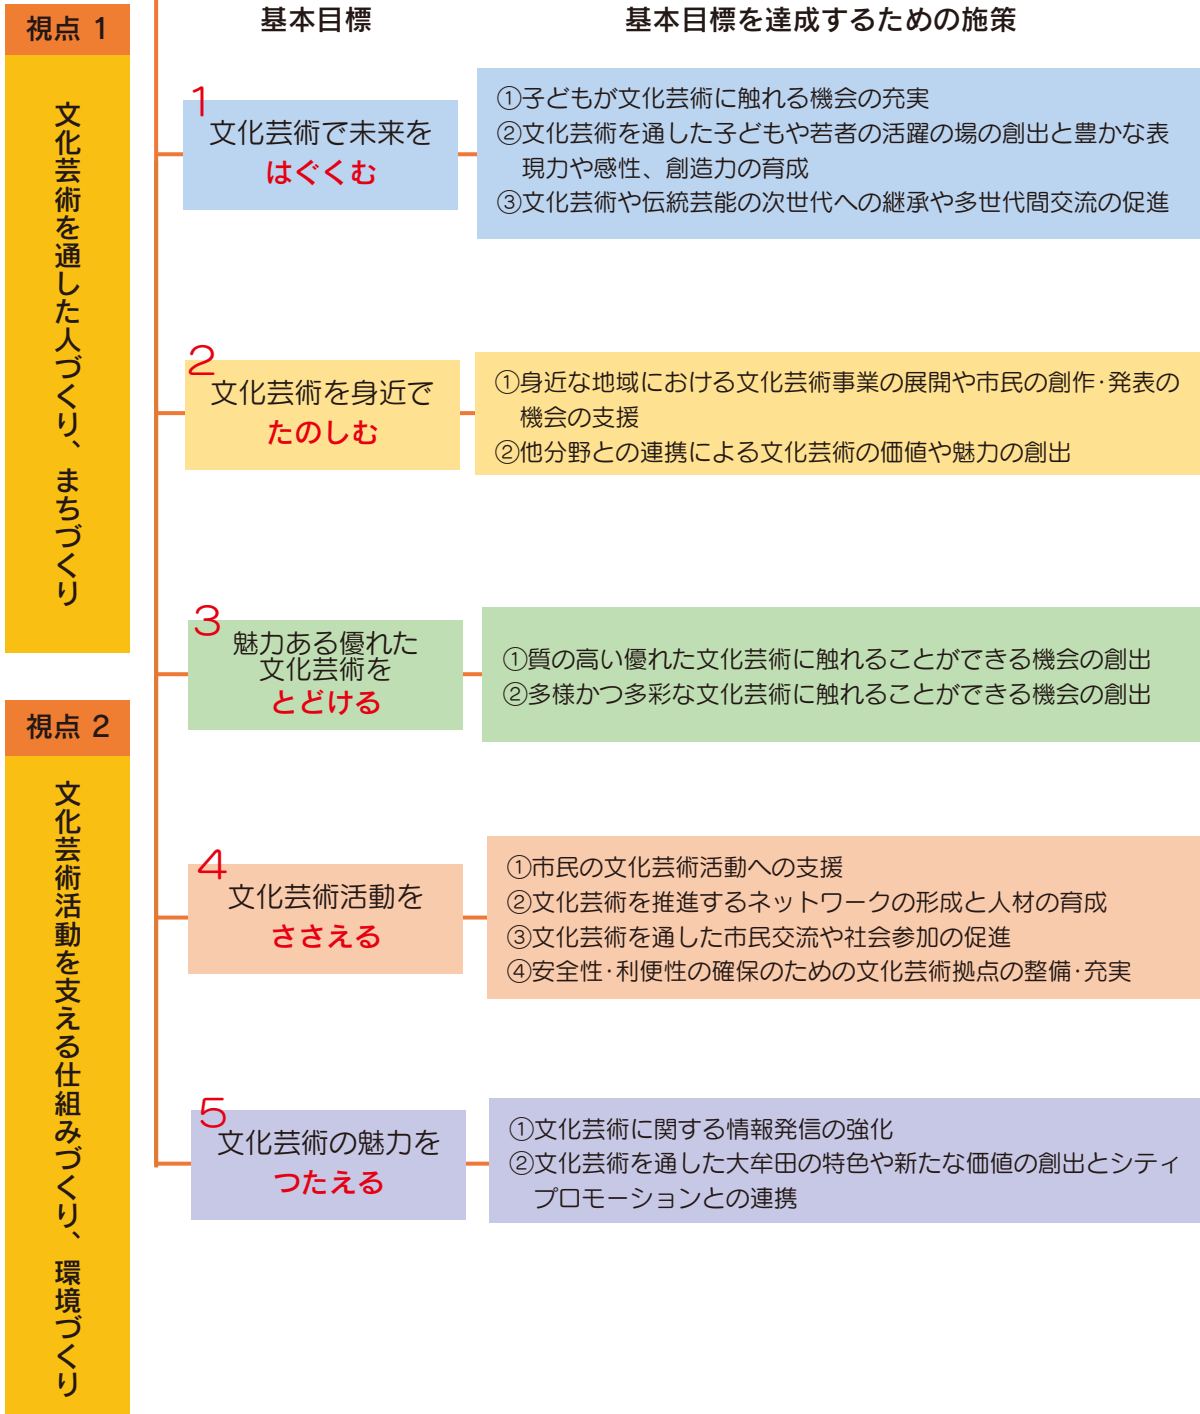 視点 1
文化芸術を通した人づくり、まちづくり
視点 2
文化芸術活動を支える仕組みづくり、環境づくり
基本目標
基本目標を達成するための施策
1
文化芸術で未来を
はぐくむ
①子どもが文化芸術に触れる機会の充実
②文化芸術を通した子どもや若者の活躍の場の創出と豊かな表
現力や感性、創造力の育成
③文化芸術や伝統芸能の次世代への継承や多世代間交流の促進
2
文化芸術を身近で
たのしむ
①身近な地域における文化芸術事業の展開や市民の創作・発表の
機会の支援
②他分野との連携による文化芸術の価値や魅力の創出
3
魅力ある優れた
文化芸術を
とどける
①質の高い優れた文化芸術に触れることができる機会の創出
②多様かつ多彩な文化芸術に触れることができる機会の創出
4
文化芸術活動を
ささえる
①市民の文化芸術活動への支援
②文化芸術を推進するネットワークの形成と人材の育成
③文化芸術を通した市民交流や社会参加の促進
④安全性・利便性の確保のための文化芸術拠点の整備・充実
5
文化芸術の魅力を
つたえる
①文化芸術に関する情報発信の強化
②文化芸術を通した大牟田の特色や新たな価値の創出とシティ
プロモーションとの連携